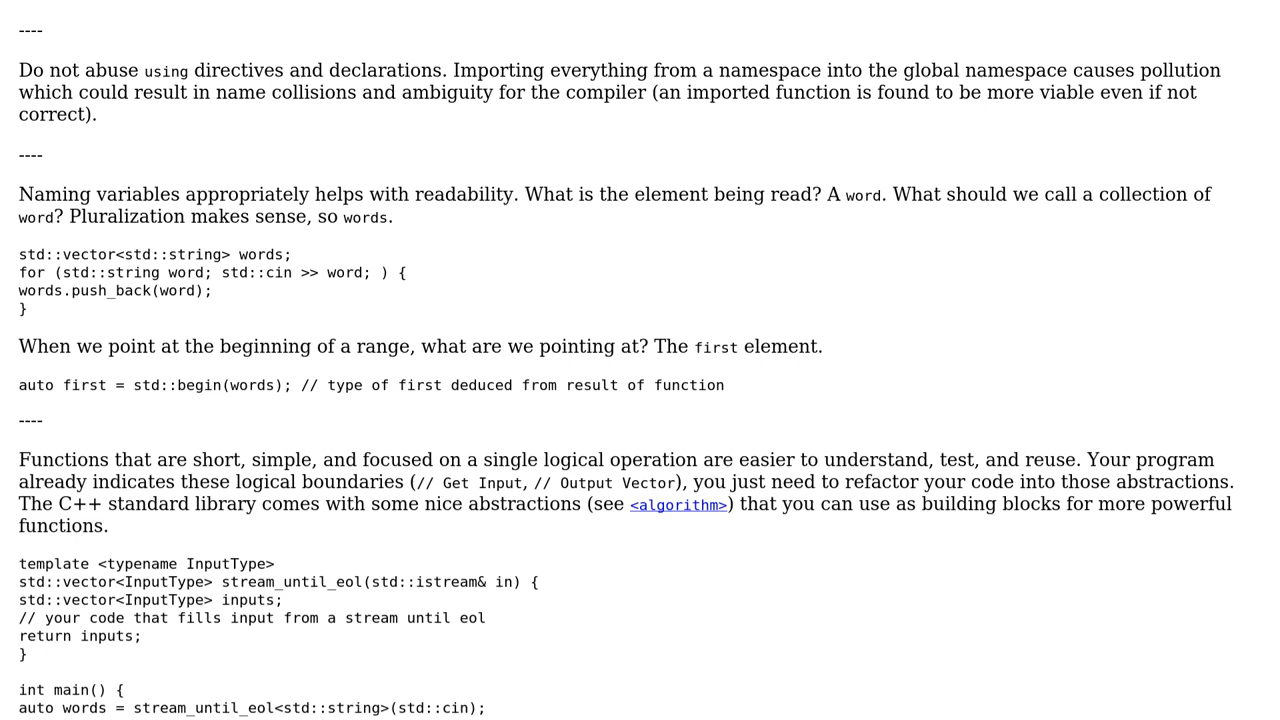 ----
Do not abuse using directives and declarations. Importing everything from a namespace into the global namespace causes pollution
which could result in name collisions and ambiguity for the compiler (an imported function is found to be more viable even if not
correct).
----
Naming variables appropriately helps with readability. What is the element being read? A word. What should we call a collection of
word? Pluralization makes sense, so words.
std::vector<std::string> words;
for (std::string word; std::cin >> word; ) {
words.push_back(word);
}
When we point at the beginning of a range, what are we pointing at? The first element.
auto first = std::begin(words); // type of first deduced from result of function
----
Functions that are short, simple, and focused on a single logical operation are easier to understand, test, and reuse. Your program
already indicates these logical boundaries (// Get Input, // Output Vector), you just need to refactor your code into those abstractions.
The C++ standard library comes with some nice abstractions (see <algorithm>) that you can use as building blocks for more powerful
functions.
template <typename InputType>
std::vector<InputType> stream_until_eol(std::istream& in) {
std::vector<InputType> inputs;
// your code that fills input from a stream until eol
return inputs;
}
int main() {
auto words = stream_until_eol<std::string>(std::cin);